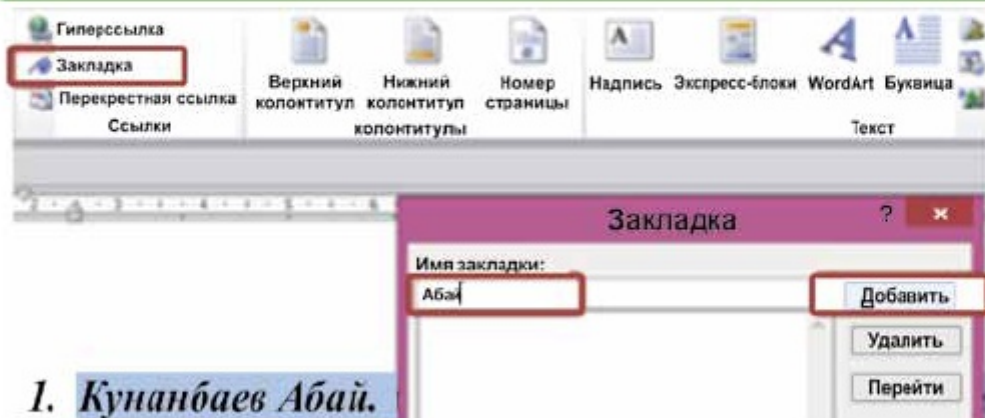 Гиперссылка
Закладка
Перекрестная ссылка
Ссылки
Верхний колонтитул
Нижний колонтитул
Номер страницы
колонтитулы
Надпись
Экспресс-блоки
WordArt
Буквица
Текст
Закладка
?
Имя закладки:
Абай
Добавить
Удалить
Перейти
1. Кунанбаев Абай.